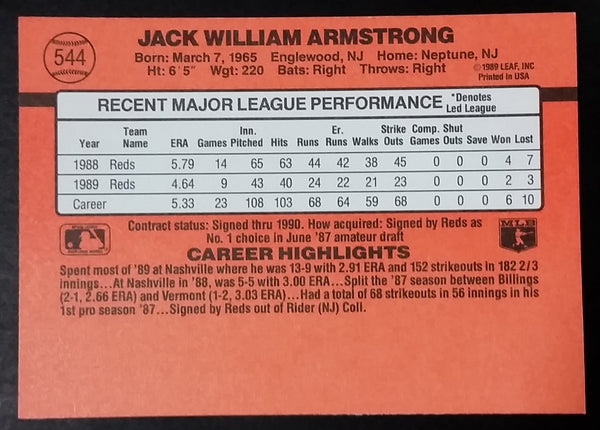 544
JACK WILLIAM ARMSTRONG
Born: March 7, 1965 Englewood, NJ Home: Neptune, NJ
Ht: 6'5" Wgt: 220 Bats: Right Throws: Right
©1989 LEAF, INC
Printed in USA
RECENT MAJOR LEAGUE PERFORMANCE *Denotes Led League
Year Team Name ERA Games Inn. Pitched Hits Runs Er. Runs Walks Strike Outs Comp. Games Shut Outs Save Won Lost
1988 Reds 5.79 14 65 63 44 42 38 45 0 0 0 4 7
1989 Reds 4.64 9 43 40 24 22 21 23 0 0 0 2 3
Career 5.33 23 108 103 68 64 59 68 0 0 0 6 10
Contract status: Signed thru 1990. How acquired: Signed by Reds as
No. 1 choice in June '87 amateur draft
MLB
CAREER HIGHLIGHTS
Spent most of '89 at Nashville where he was 13-9 with 2.91 ERA and 152 strikeouts in 182 2/3
innings...At Nashville in '88, was 5-5 with 3.00 ERA...Split the '87 season between Billings
(2-1, 2.66 ERA) and Vermont (1-2, 3.03 ERA)...Had a total of 68 strikeouts in 56 innings in his
1st pro season '87...Signed by Reds out of Rider (NJ) Coll.